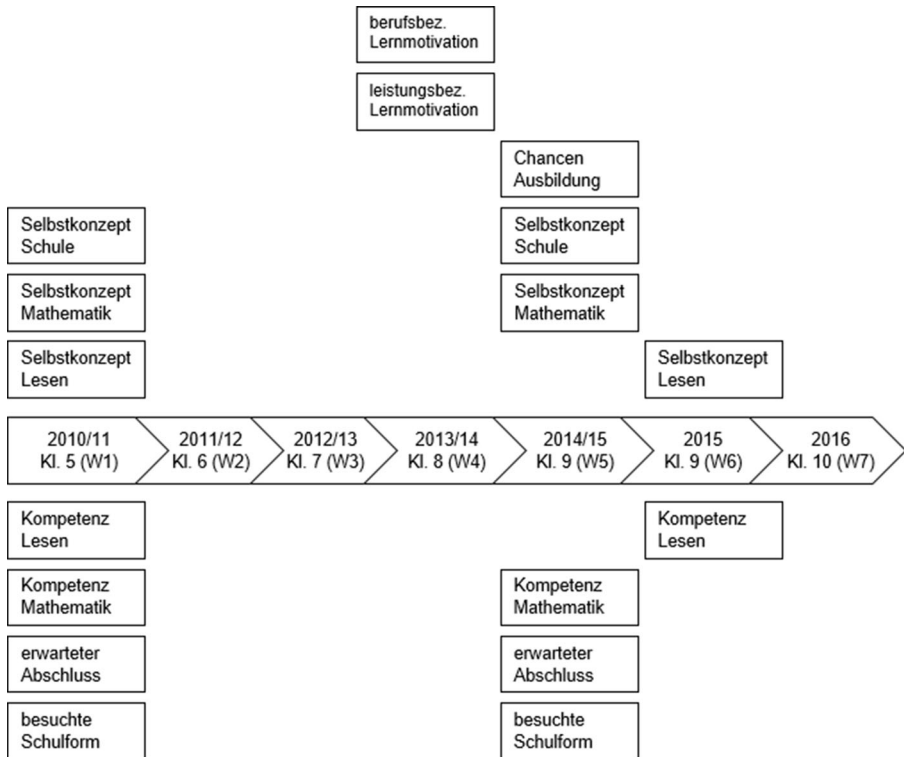 berufsbez.
Lernmotivation
leistungsbez.
Lernmotivation
Chancen
Ausbildung
Selbstkonzept
Schule
Selbstkonzept
Schule
Selbstkonzept
Mathematik
Selbstkonzept
Mathematik
Selbstkonzept
Lesen
Selbstkonzept
Lesen
2010/11
Kl. 5 (W1)
2011/12
Kl. 6 (W2)
2012/13
Kl. 7 (W3)
2013/14
Kl. 8 (W4)
2014/15
Kl. 9 (W5)
2015
Kl. 9 (W6)
2016
Kl. 10 (W7)
Kompetenz
Lesen
Kompetenz
Lesen
Kompetenz
Mathematik
Kompetenz
Mathematik
erwarteter
Abschluss
erwarteter
Abschluss
besuchte
Schulform
besuchte
Schulform